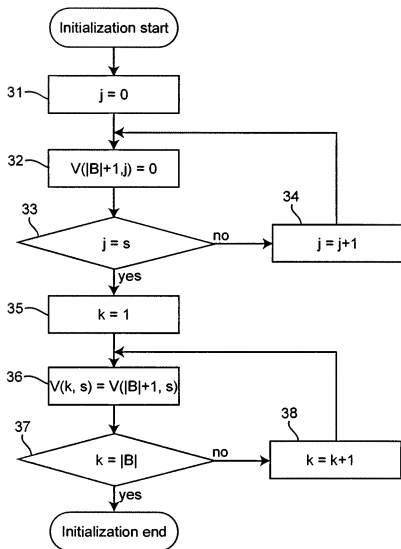 Initialization start
31
j = 0
32
V(|B|+1,j) = 0
33
34
j = s
no
j = j+1
yes
35
k = 1
36
V(k, s) = V(|B|+1, s)
37
38
k = |B|
no
k = k+1
yes
Initialization end